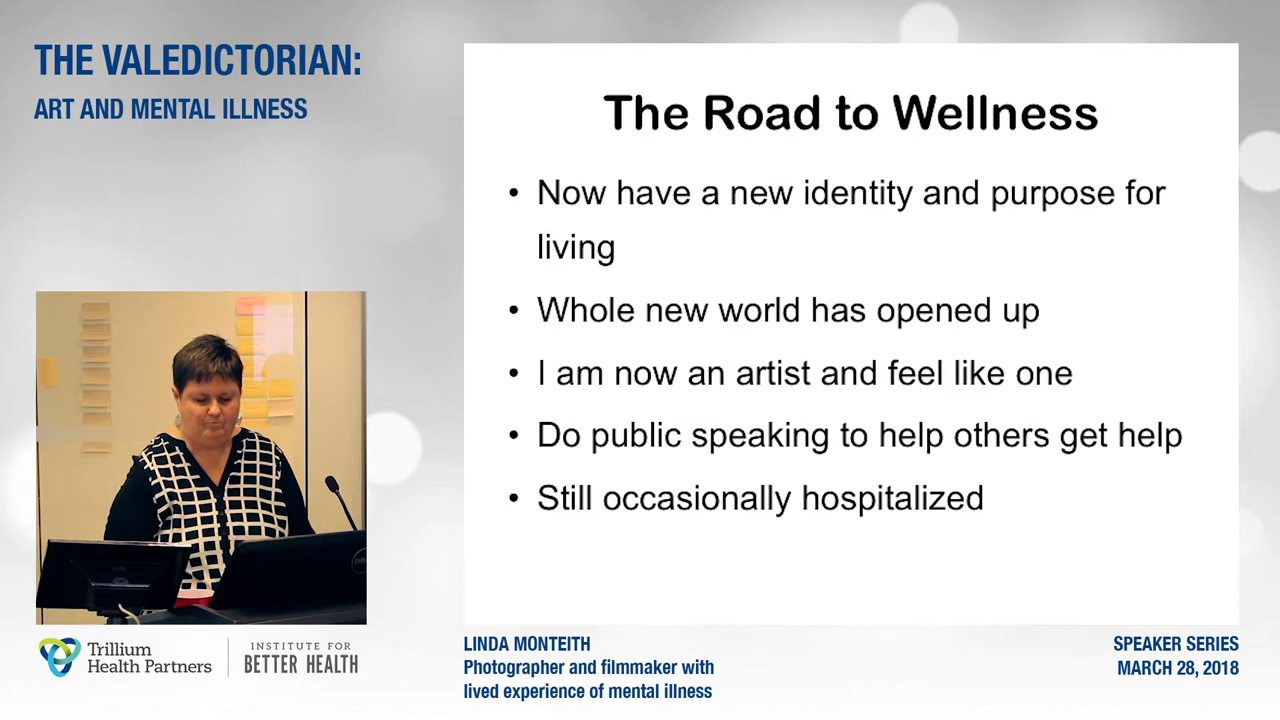 THE VALEDICTORIAN:
ART AND MENTAL ILLNESS
The Road to Wellness
• Now have a new identity and purpose for
living
• Whole new world has opened up
• I am now an artist and feel like one
• Do public speaking to help others get help
• Still occasionally hospitalized
Trillium
Health Partners
INSTITUTE FOR
BETTER HEALTH
LINDA MONTEITH
Photographer and filmmaker with
lived experience of mental illness
SPEAKER SERIES
MARCH 28, 2018